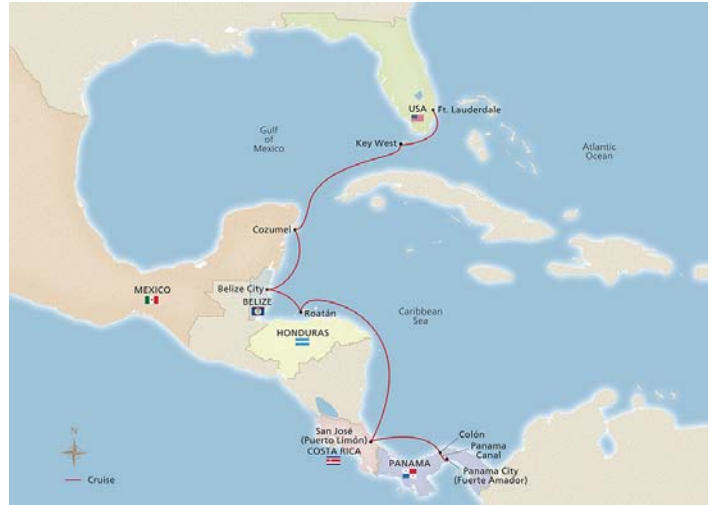 USA
Ft. Lauderdale
Gulf
of
Mexico
Key West
Atlantic
Ocean
Cozumel
MEXICO
Belize City
BELIZE
Roatán
Caribbean
Sea
HONDURAS
San José
(Puerto Limón)
COSTA RICA
Colón
Panama
Canal
PANAMA
Panama City
(Fuerte Amador)
N
Cruise